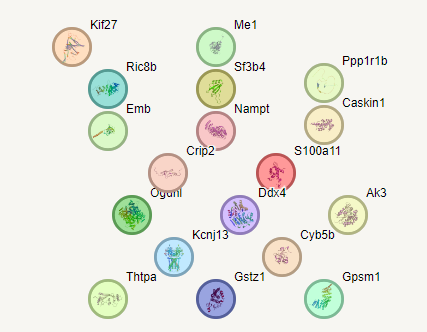 Kif27
Me1
Ppp1r1b
Ric8b
Sf3b4
Caskin1
Emb
Nampt
Crip2
S100a11
Ogdhl
Ddx4
Ak3
Kcnj13
Cyb5b
Thtpa
Gstz1
Gpsm1